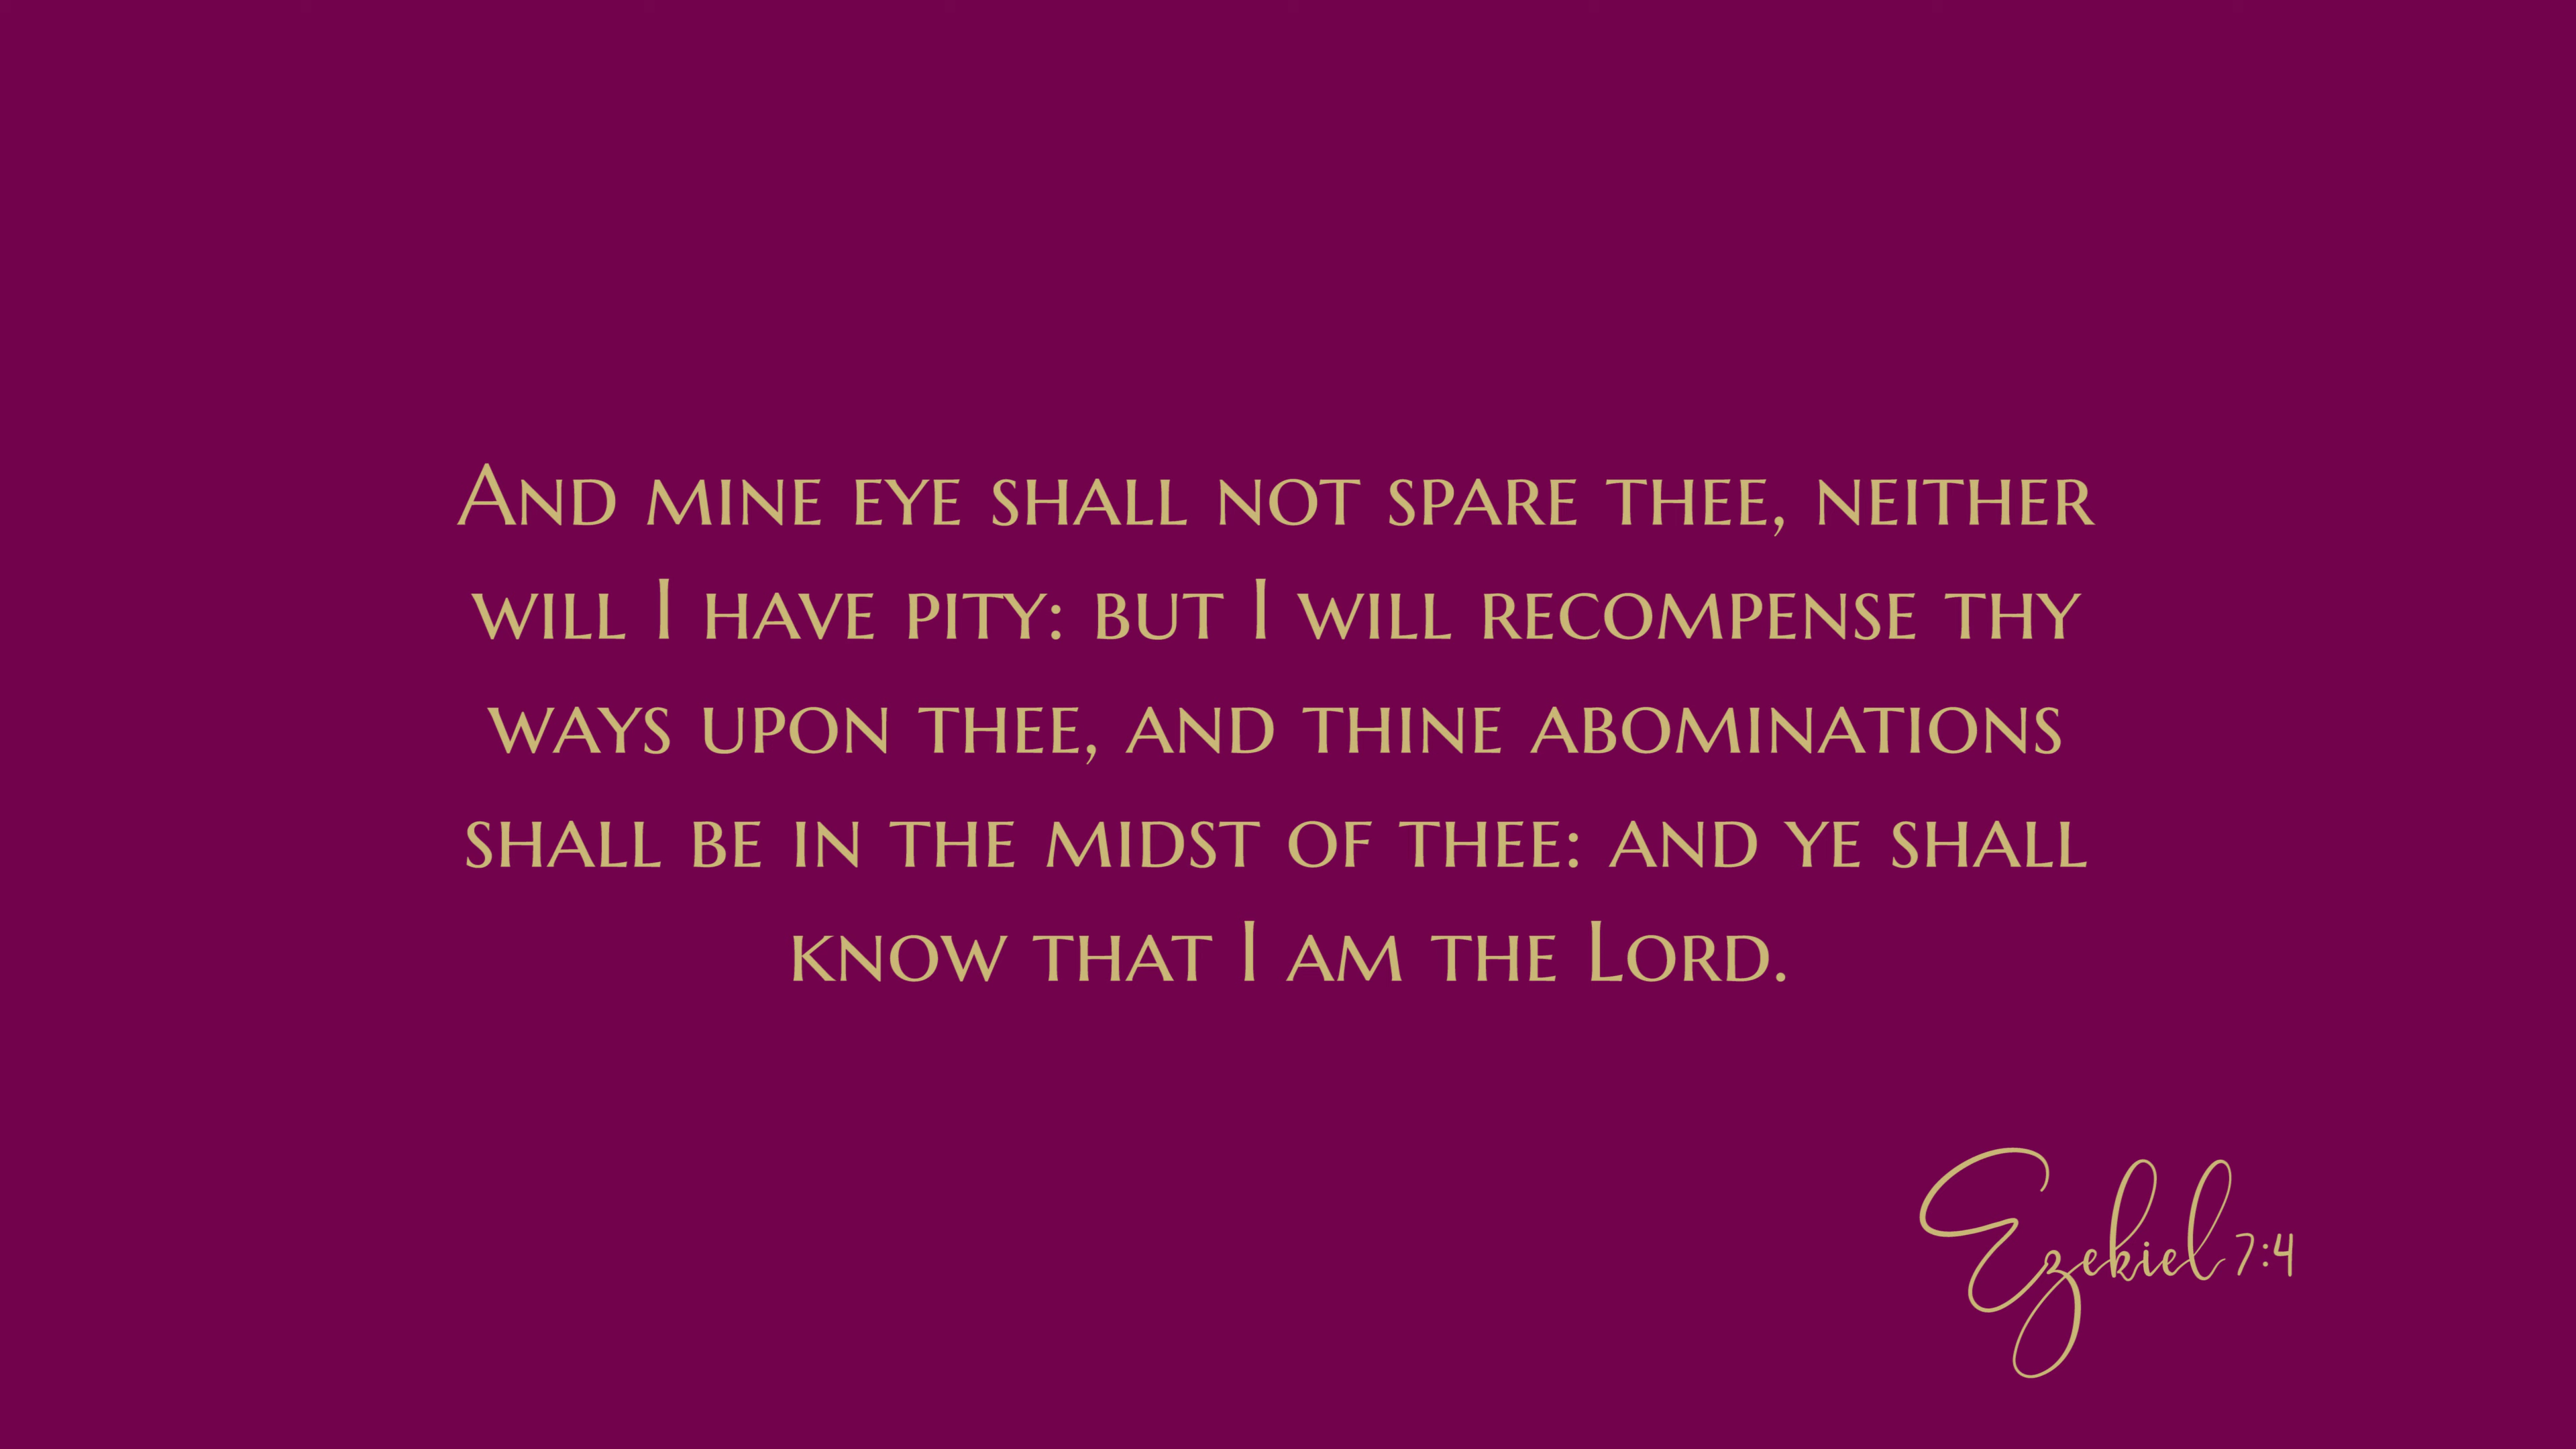 And mine eye shall not spare thee, neither
will I have pity: but I will recompense thy
ways upon thee, and thine abominations
shall be in the midst of thee: and ye shall
know that I am the Lord.
Ezekiel 7:4